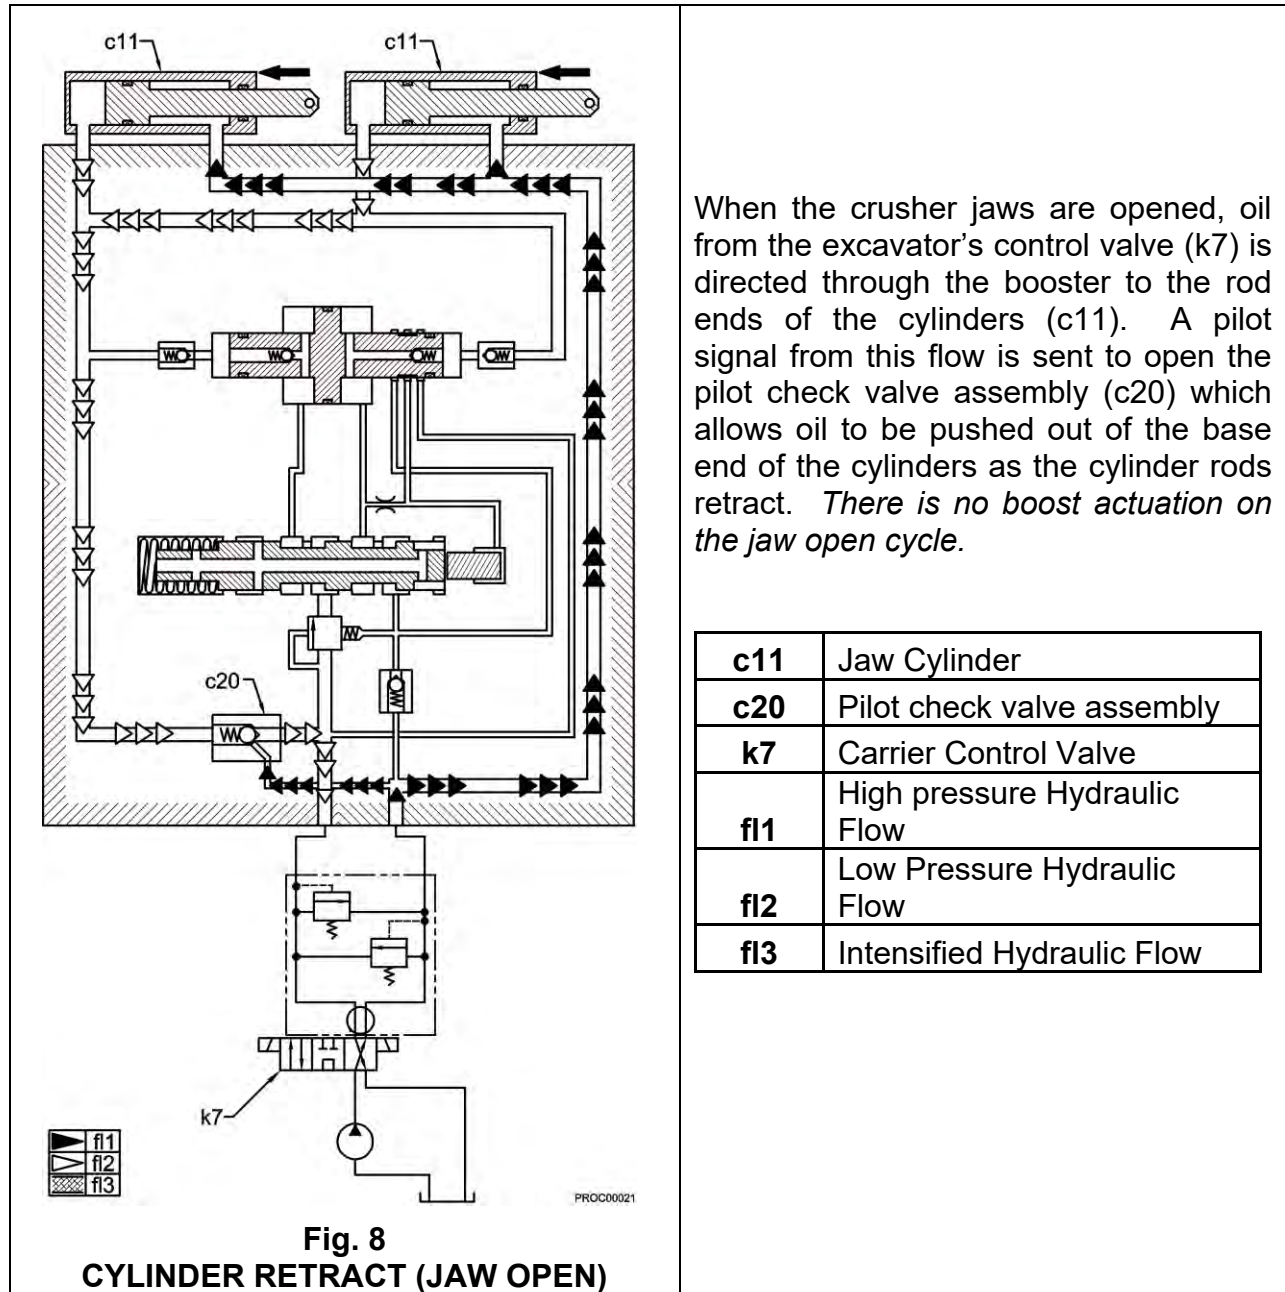 c11
c11
c20
k7
fl1
fl2
fl3
PROC00021
Fig. 8
CYLINDER RETRACT (JAW OPEN)
When the crusher jaws are opened, oil
from the excavator’s control valve (k7) is
directed through the booster to the rod
ends of the cylinders (c11). A pilot
signal from this flow is sent to open the
pilot check valve assembly (c20) which
allows oil to be pushed out of the base
end of the cylinders as the cylinder rods
retract. There is no boost actuation on
the jaw open cycle.
c11 Jaw Cylinder
c20 Pilot check valve assembly
k7 Carrier Control Valve
High pressure Hydraulic
fl1 Flow
Low Pressure Hydraulic
fl2 Flow
fl3 Intensified Hydraulic Flow